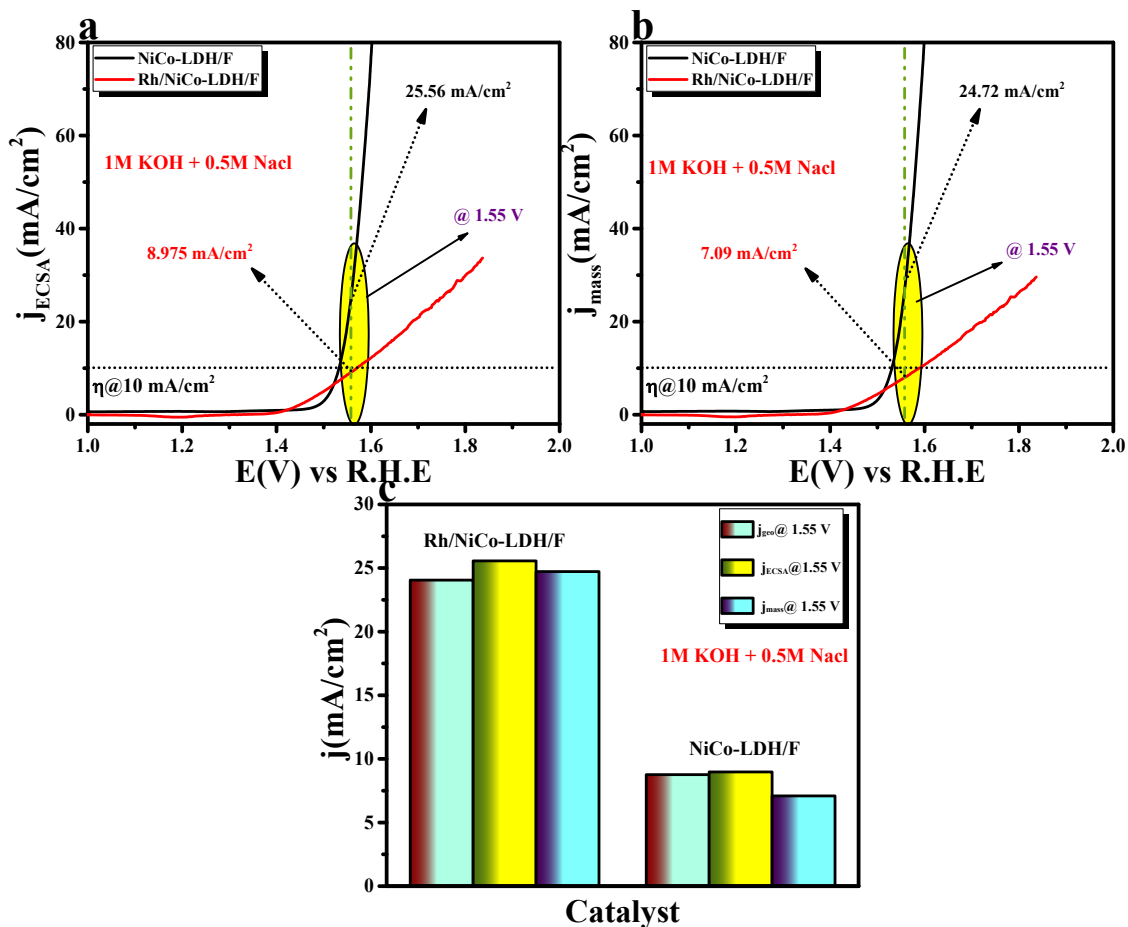 a
NiCo-LDH/F
Rh/NiCo-LDH/F
25.56 mA/cm²
1M KOH + 0.5M Nacl
@ 1.55 V
8.975 mA/cm²
η@10 mA/cm²
j_ECSA(mA/cm²)
80
60
40
20
0
1.0 1.2 1.4 1.6 1.8 2.0
E(V) vs R.H.E
b
NiCo-LDH/F
Rh/NiCo-LDH/F
24.72 mA/cm²
1M KOH + 0.5M Nacl
@ 1.55 V
7.09 mA/cm²
η@10 mA/cm²
j_mass(mA/cm²)
80
60
40
20
0
1.0 1.2 1.4 1.6 1.8 2.0
E(V) vs R.H.E
c
Rh/NiCo-LDH/F
j_geo@ 1.55 V
j_ECSA@1.55 V
j_mass@ 1.55 V
1M KOH + 0.5M Nacl
NiCo-LDH/F
j(mA/cm²)
30
25
20
15
10
5
0
Catalyst